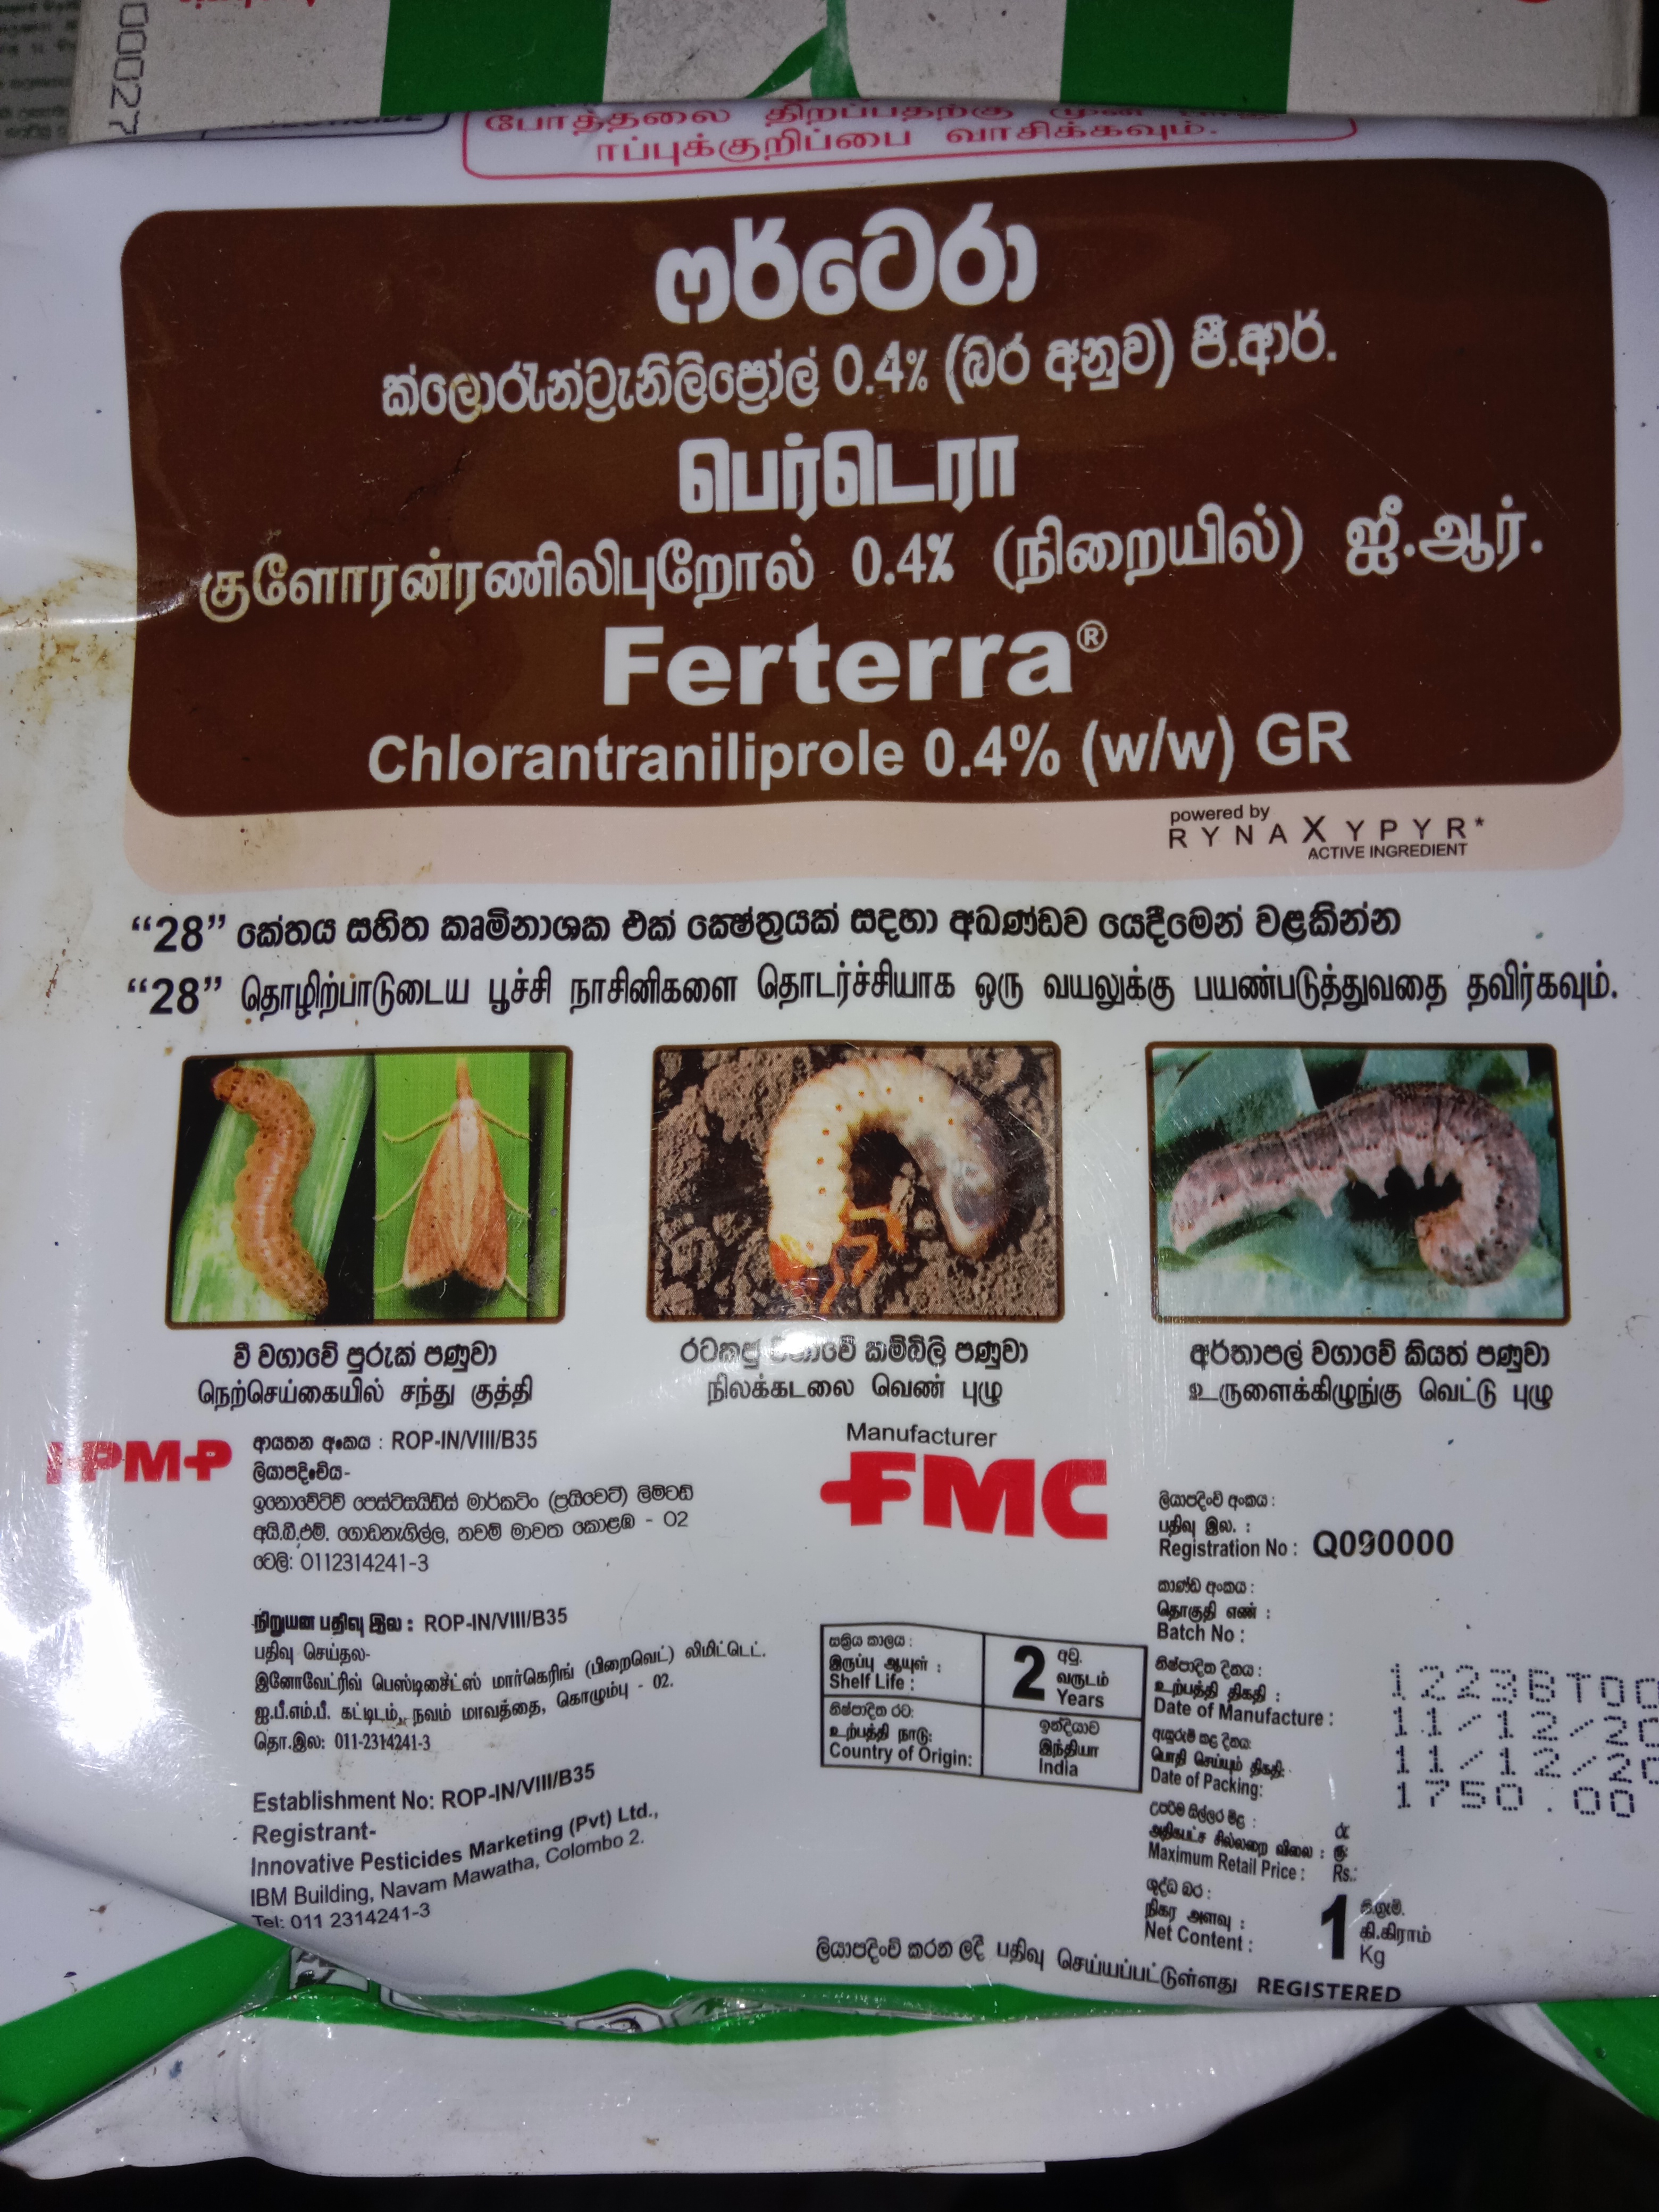 00027
போத்தலை திறப்பதற்கு முன்
ரப்புக்குறிப்பை வாசிக்கவும்.
ෆර්ටෙරා
ක්ලොරැන්ට්‍රැනිලිප්‍රෝල් 0.4% (බර අනුව) ජී.ආර්.
பெர்டெரா
குளோரன்ரணிலிபுறோல் 0.4% (நிறையில்) ஜீ.ஆர்.
Ferterra®
Chlorantraniliprole 0.4% (w/w) GR
powered by
RYNAXYPYR*
ACTIVE INGREDIENT
“28” කේතය සහිත කෘමිනාශක එක් ක්ෂේත්‍රයක් සදහා අඛණ්ඩව යෙදීමෙන් වළකින්න
“28” தொழிற்பாடுடைய பூச்சி நாசினிகளை தொடர்ச்சியாக ஒரு வயலுக்கு பயண்படுத்துவதை தவிர்கவும்.
වී වගාවේ පුරුක් පණුවා
நெற்செய்கையில் சந்து குத்தி
රටකජු වගාවේ කම්බිලි පණුවා
நிலக்கடலை வெண் புழு
අර්තාපල් වගාවේ කියත් පණුවා
உருளைக்கிழங்கு வெட்டு புழு
IPMP
ආයතන අංකය : ROP-IN/VIII/B35
ලියාපදිංචිය-
ඉනොවේටිව් පෙස්ටිසයිඩ්ස් මාර්කටිං (ප්‍රයිවෙට්) ලිමිටඩ්
අයි.බී.එම්. ගොඩනැගිල්ල, නවම් මාවත කොළඹ - 02
ටෙලි: 0112314241-3
நிறுயன பதிவு இல : ROP-IN/VIII/B35
பதிவு செய்தல-
இனோவேட்ரிவ் பெஸ்டிசைட்ஸ் மார்கெரிங் (பிறைவெட்) லிமிட்டெட்.
ஐ.பீ.எம்.பீ. கட்டிடம், நவம் மாவத்தை, கொழும்பு - 02.
தொ.இல: 011-2314241-3
Establishment No: ROP-IN/VIII/B35
Registrant-
Innovative Pesticides Marketing (Pvt) Ltd.,
IBM Building, Navam Mawatha, Colombo 2.
Tel: 011 2314241-3
Manufacturer
FMC
සක්‍රිය කාලය :
இருப்பு ஆயுள் :
Shelf Life :
2
අවු.
வருடம்
Years
නිෂ්පාදිත රට:
உற்பத்தி நாடு:
Country of Origin:
ඉන්දියාව
இந்தியா
India
ලියාපදිංචි අංකය :
பதிவு இல. :
Registration No : Q090000
කාණ්ඩ අංකය :
தொகுதி எண் :
Batch No :
1223BT00
නිෂ්පාදිත දිනය :
உற்பத்தி திகதி :
Date of Manufacture :
11/12/20
ඇසුරුම් කළ දිනය:
பொதி செய்யும் திகதி:
Date of Packing:
11/12/20
1750.00
උපරිම සිල්ලර මිළ :
அதிகபட்ச சில்லறை விலை :
Maximum Retail Price :
රු
ரூ:
Rs.:
ශුද්ධ බර :
நிகர அளவு :
Net Content :
1
කි.ග්‍රෑම්.
கி.கிராம்
Kg
ලියාපදිංචි කරන ලදී பதிவு செய்யப்பட்டுள்ளது REGISTERED